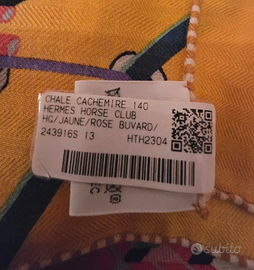 CHALE CACHEMIRE 140
HERMES HORSE CLUB
HG/JAUNE/ROSE BUVARD/
243916S 13
HTH2304
subito